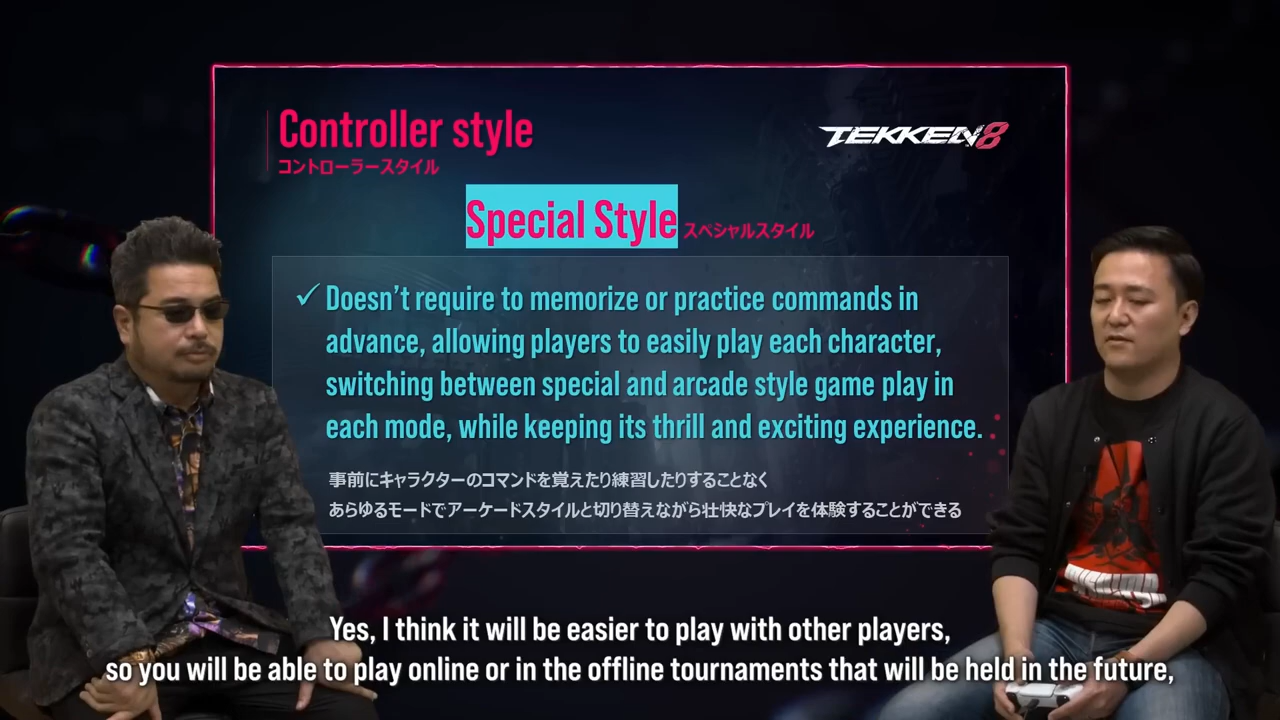 Controller style
コントローラースタイル
TEKKEN 8
Special Style スペシャルスタイル
✓ Doesn't require to memorize or practice commands in
advance, allowing players to easily play each character,
switching between special and arcade style game play in
each mode, while keeping its thrill and exciting experience.
事前にキャラクターのコマンドを覚えたり練習したりすることなく
あらゆるモードでアーケードスタイルと切り替えながら壮快なプレイを体験することができる
Yes, I think it will be easier to play with other players,
so you will be able to play online or in the offline tournaments that will be held in the future,